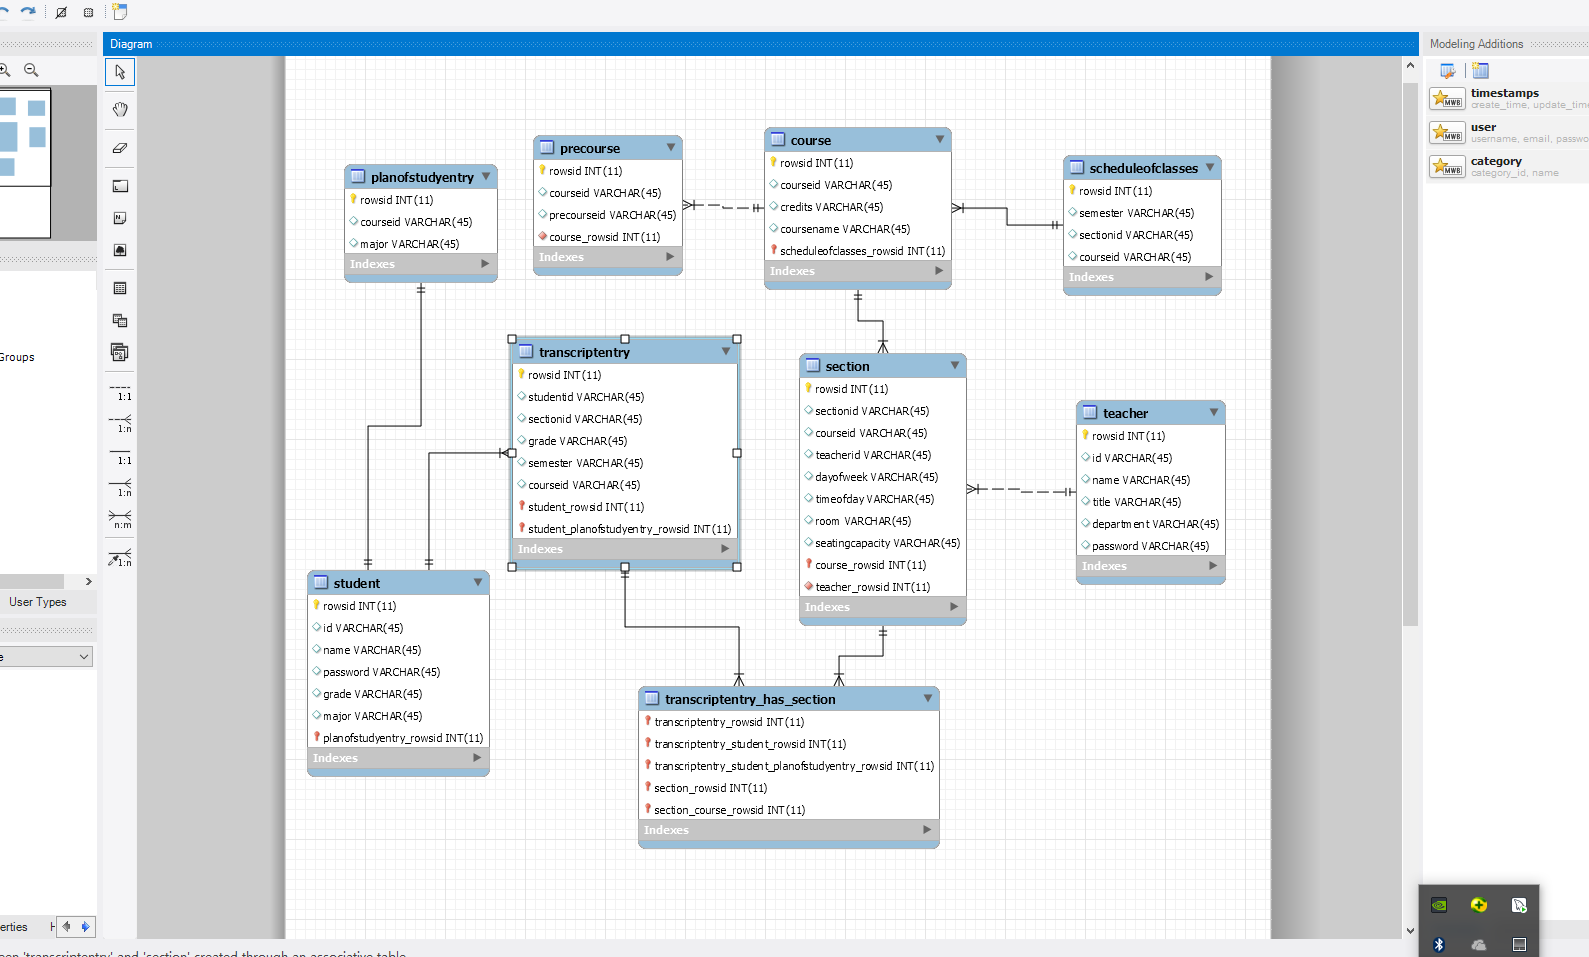 Diagram
Modeling Additions
timestamps
create_time, update_time
user
username, email, passwo
category
category_id, name
Groups
User Types
e
erties
planofstudyentry
rowsid INT(11)
courseid VARCHAR(45)
major VARCHAR(45)
Indexes
precourse
rowsid INT(11)
courseid VARCHAR(45)
precourseid VARCHAR(45)
course_rowsid INT(11)
Indexes
course
rowsid INT(11)
courseid VARCHAR(45)
credits VARCHAR(45)
coursename VARCHAR(45)
scheduleofclasses_rowsid INT(11)
Indexes
scheduleofclasses
rowsid INT(11)
semester VARCHAR(45)
sectionid VARCHAR(45)
courseid VARCHAR(45)
Indexes
transcriptentry
rowsid INT(11)
studentid VARCHAR(45)
sectionid VARCHAR(45)
grade VARCHAR(45)
semester VARCHAR(45)
courseid VARCHAR(45)
student_rowsid INT(11)
student_planofstudyentry_rowsid INT(11)
Indexes
section
rowsid INT(11)
sectionid VARCHAR(45)
courseid VARCHAR(45)
teacherid VARCHAR(45)
dayofweek VARCHAR(45)
timeofday VARCHAR(45)
room VARCHAR(45)
seatingcapacity VARCHAR(45)
course_rowsid INT(11)
teacher_rowsid INT(11)
Indexes
teacher
rowsid INT(11)
id VARCHAR(45)
name VARCHAR(45)
title VARCHAR(45)
department VARCHAR(45)
password VARCHAR(45)
Indexes
student
rowsid INT(11)
id VARCHAR(45)
name VARCHAR(45)
password VARCHAR(45)
grade VARCHAR(45)
major VARCHAR(45)
planofstudyentry_rowsid INT(11)
Indexes
transcriptentry_has_section
transcriptentry_rowsid INT(11)
transcriptentry_student_rowsid INT(11)
transcriptentry_student_planofstudyentry_rowsid INT(11)
section_rowsid INT(11)
section_course_rowsid INT(11)
Indexes
1:1
1:n
1:1
1:n
n:m
1:n
een 'transcriptentry' and 'section' created through an associative table